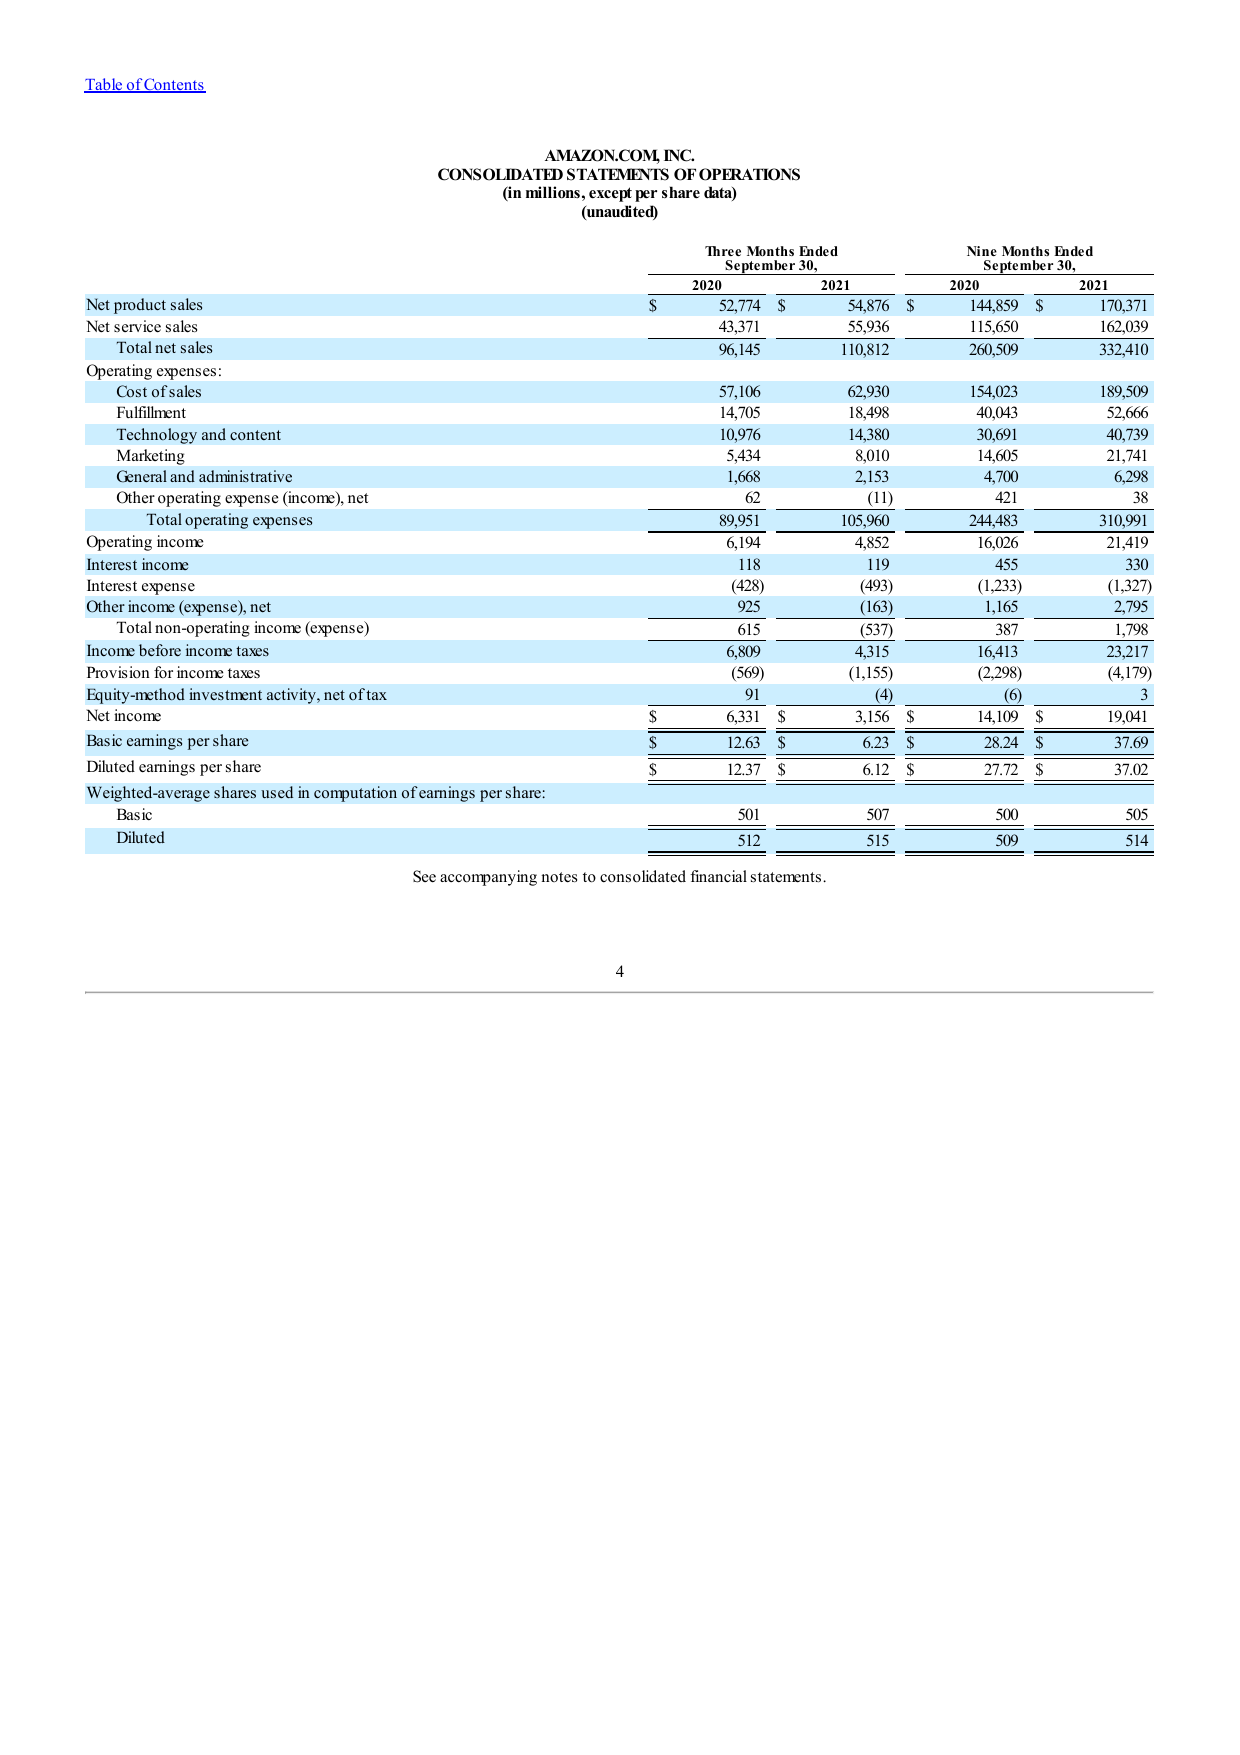 Table of Contents
AMAZON.COM, INC.
CONSOLIDATED STATEMENTS OF OPERATIONS
(in millions, except per share data)
(unaudited)
Three Months Ended September 30, Nine Months Ended September 30,
2020 2021 2020 2021
Net product sales $ 52,774 $ 54,876 $ 144,859 $ 170,371
Net service sales 43,371 55,936 115,650 162,039
Total net sales 96,145 110,812 260,509 332,410
Operating expenses:
Cost of sales 57,106 62,930 154,023 189,509
Fulfillment 14,705 18,498 40,043 52,666
Technology and content 10,976 14,380 30,691 40,739
Marketing 5,434 8,010 14,605 21,741
General and administrative 1,668 2,153 4,700 6,298
Other operating expense (income), net 62 (11) 421 38
Total operating expenses 89,951 105,960 244,483 310,991
Operating income 6,194 4,852 16,026 21,419
Interest income 118 119 455 330
Interest expense (428) (493) (1,233) (1,327)
Other income (expense), net 925 (163) 1,165 2,795
Total non-operating income (expense) 615 (537) 387 1,798
Income before income taxes 6,809 4,315 16,413 23,217
Provision for income taxes (569) (1,155) (2,298) (4,179)
Equity-method investment activity, net of tax 91 (4) (6) 3
Net income $ 6,331 $ 3,156 $ 14,109 $ 19,041
Basic earnings per share $ 12.63 $ 6.23 $ 28.24 $ 37.69
Diluted earnings per share $ 12.37 $ 6.12 $ 27.72 $ 37.02
Weighted-average shares used in computation of earnings per share:
Basic 501 507 500 505
Diluted 512 515 509 514
See accompanying notes to consolidated financial statements.
4